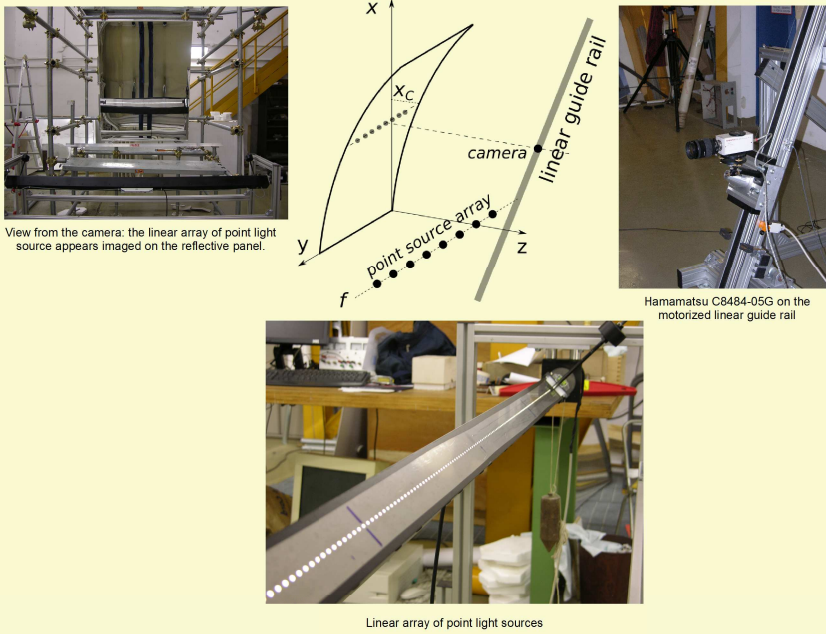 x
x_C
linear guide rail
camera
point source array
y
z
f
View from the camera: the linear array of point light
source appears imaged on the reflective panel.
Hamamatsu C8484-05G on the
motorized linear guide rail
Linear array of point light sources